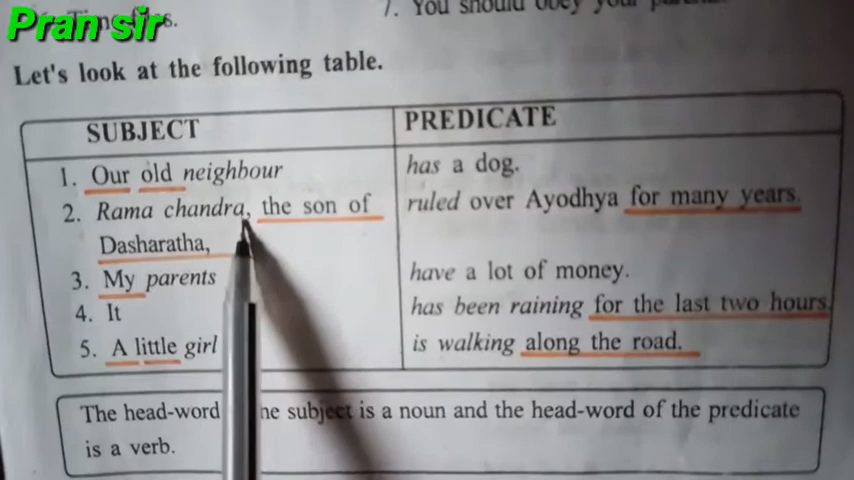 Pran sir
7. You should obey your
Let's look at the following table.
SUBJECT PREDICATE
1. Our old neighbour has a dog.
2. Rama chandra, the son of ruled over Ayodhya for many years.
Dasharatha,
3. My parents have a lot of money.
4. It has been raining for the last two hours.
5. A little girl is walking along the road.
The head-word he subject is a noun and the head-word of the predicate
is a verb.